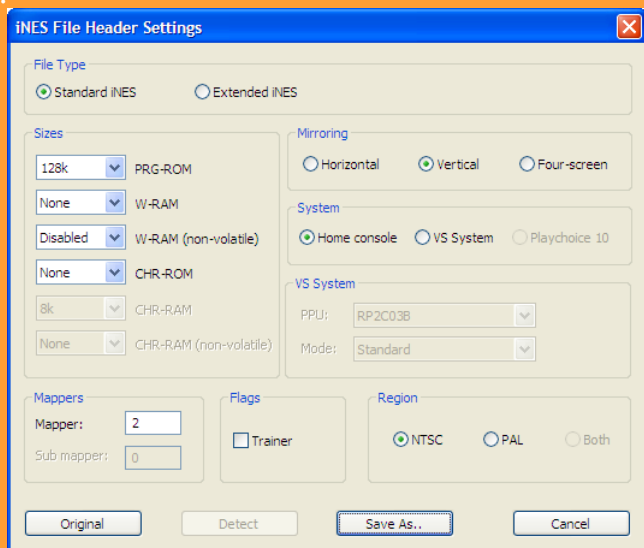 iNES File Header Settings
File Type
Standard iNES
Extended iNES
Sizes
128k PRG-ROM
None W-RAM
Disabled W-RAM (non-volatile)
None CHR-ROM
8k CHR-RAM
None CHR-RAM (non-volatile)
Mirroring
Horizontal Vertical Four-screen
System
Home console VS System Playchoice 10
VS System
PPU: RP2C03B
Mode: Standard
Mappers
Mapper: 2
Sub mapper: 0
Flags
Trainer
Region
NTSC PAL Both
Original Detect Save As.. Cancel